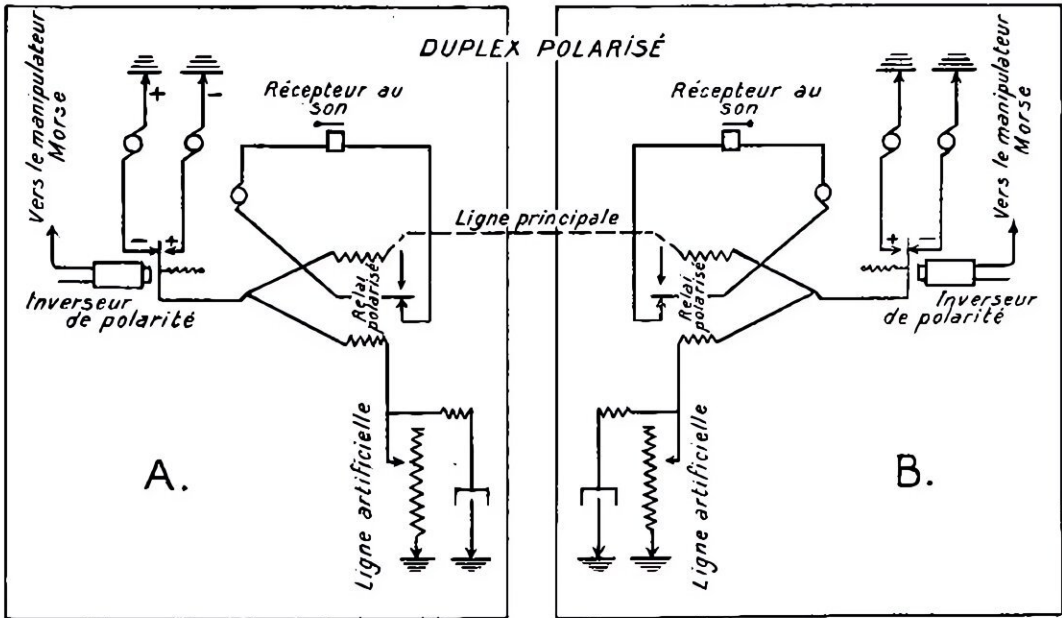 DUPLEX POLARISÉ
Vers le manipulateur
Morse
+
-
Récepteur au
son
- +
Inverseur
de polarité
Relai
polarisé
Ligne artificielle
A.
Ligne principale
Récepteur au
son
Vers le manipulateur
Morse
+ -
Inverseur
de polarité
Relai
polarisé
Ligne artificielle
B.